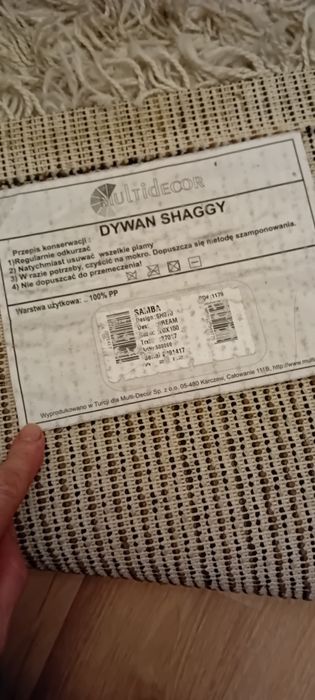 MULTIDECOR
DYWAN SHAGGY
Przepis konserwacji :
1)Regularnie odkurzać
2) Natychmiast usuwać wszelkie plamy
3) W razie potrzeby, czyścić na mokro. Dopuszcza się metodę szamponowania.
4) Nie dopuszczać do przemeczenia!
Warstwa użytkowa: 100% PP
SAMBA
Wyprodukowano w Turcji dla Multi-Decor Sp. z o.o. 05-480 Karczew, Całowanie 111B, http://www.m